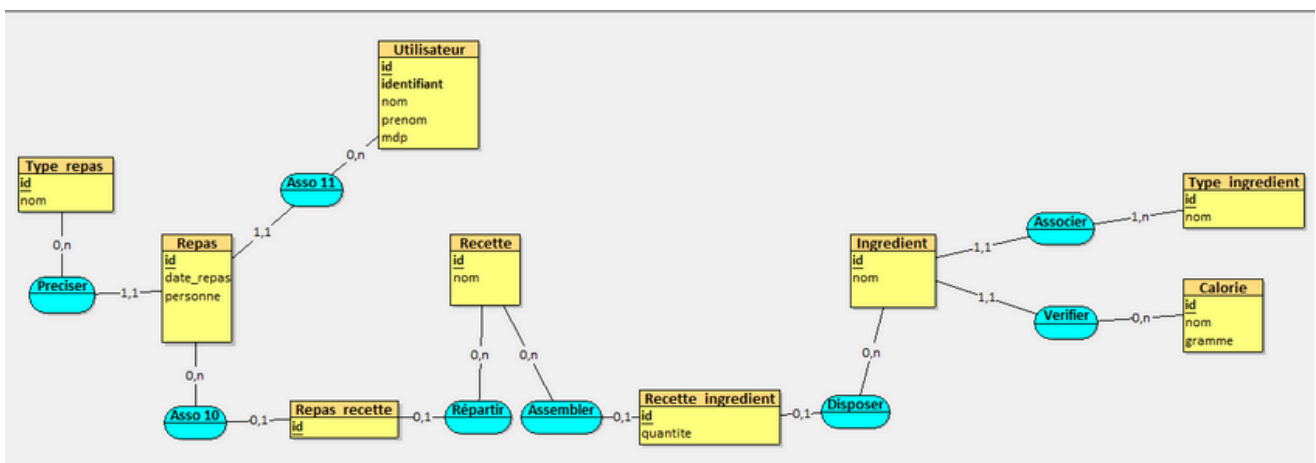 Utilisateur
id
identifiant
nom
prenom
mdp
0,n
Asso 11
1,1
Type_repas
id
nom
0,n
Preciser
1,1
Repas
id
date_repas
personne
0,n
Asso 10
0,1
Repas_recette
id
0,1
Répartir
0,n
Recette
id
nom
0,n
Assembler
0,1
Recette_ingredient
id
quantite
0,1
Disposer
0,n
Ingredient
id
nom
1,1
Associer
1,n
Type_ingredient
id
nom
1,1
Verifier
0,n
Calorie
id
nom
gramme